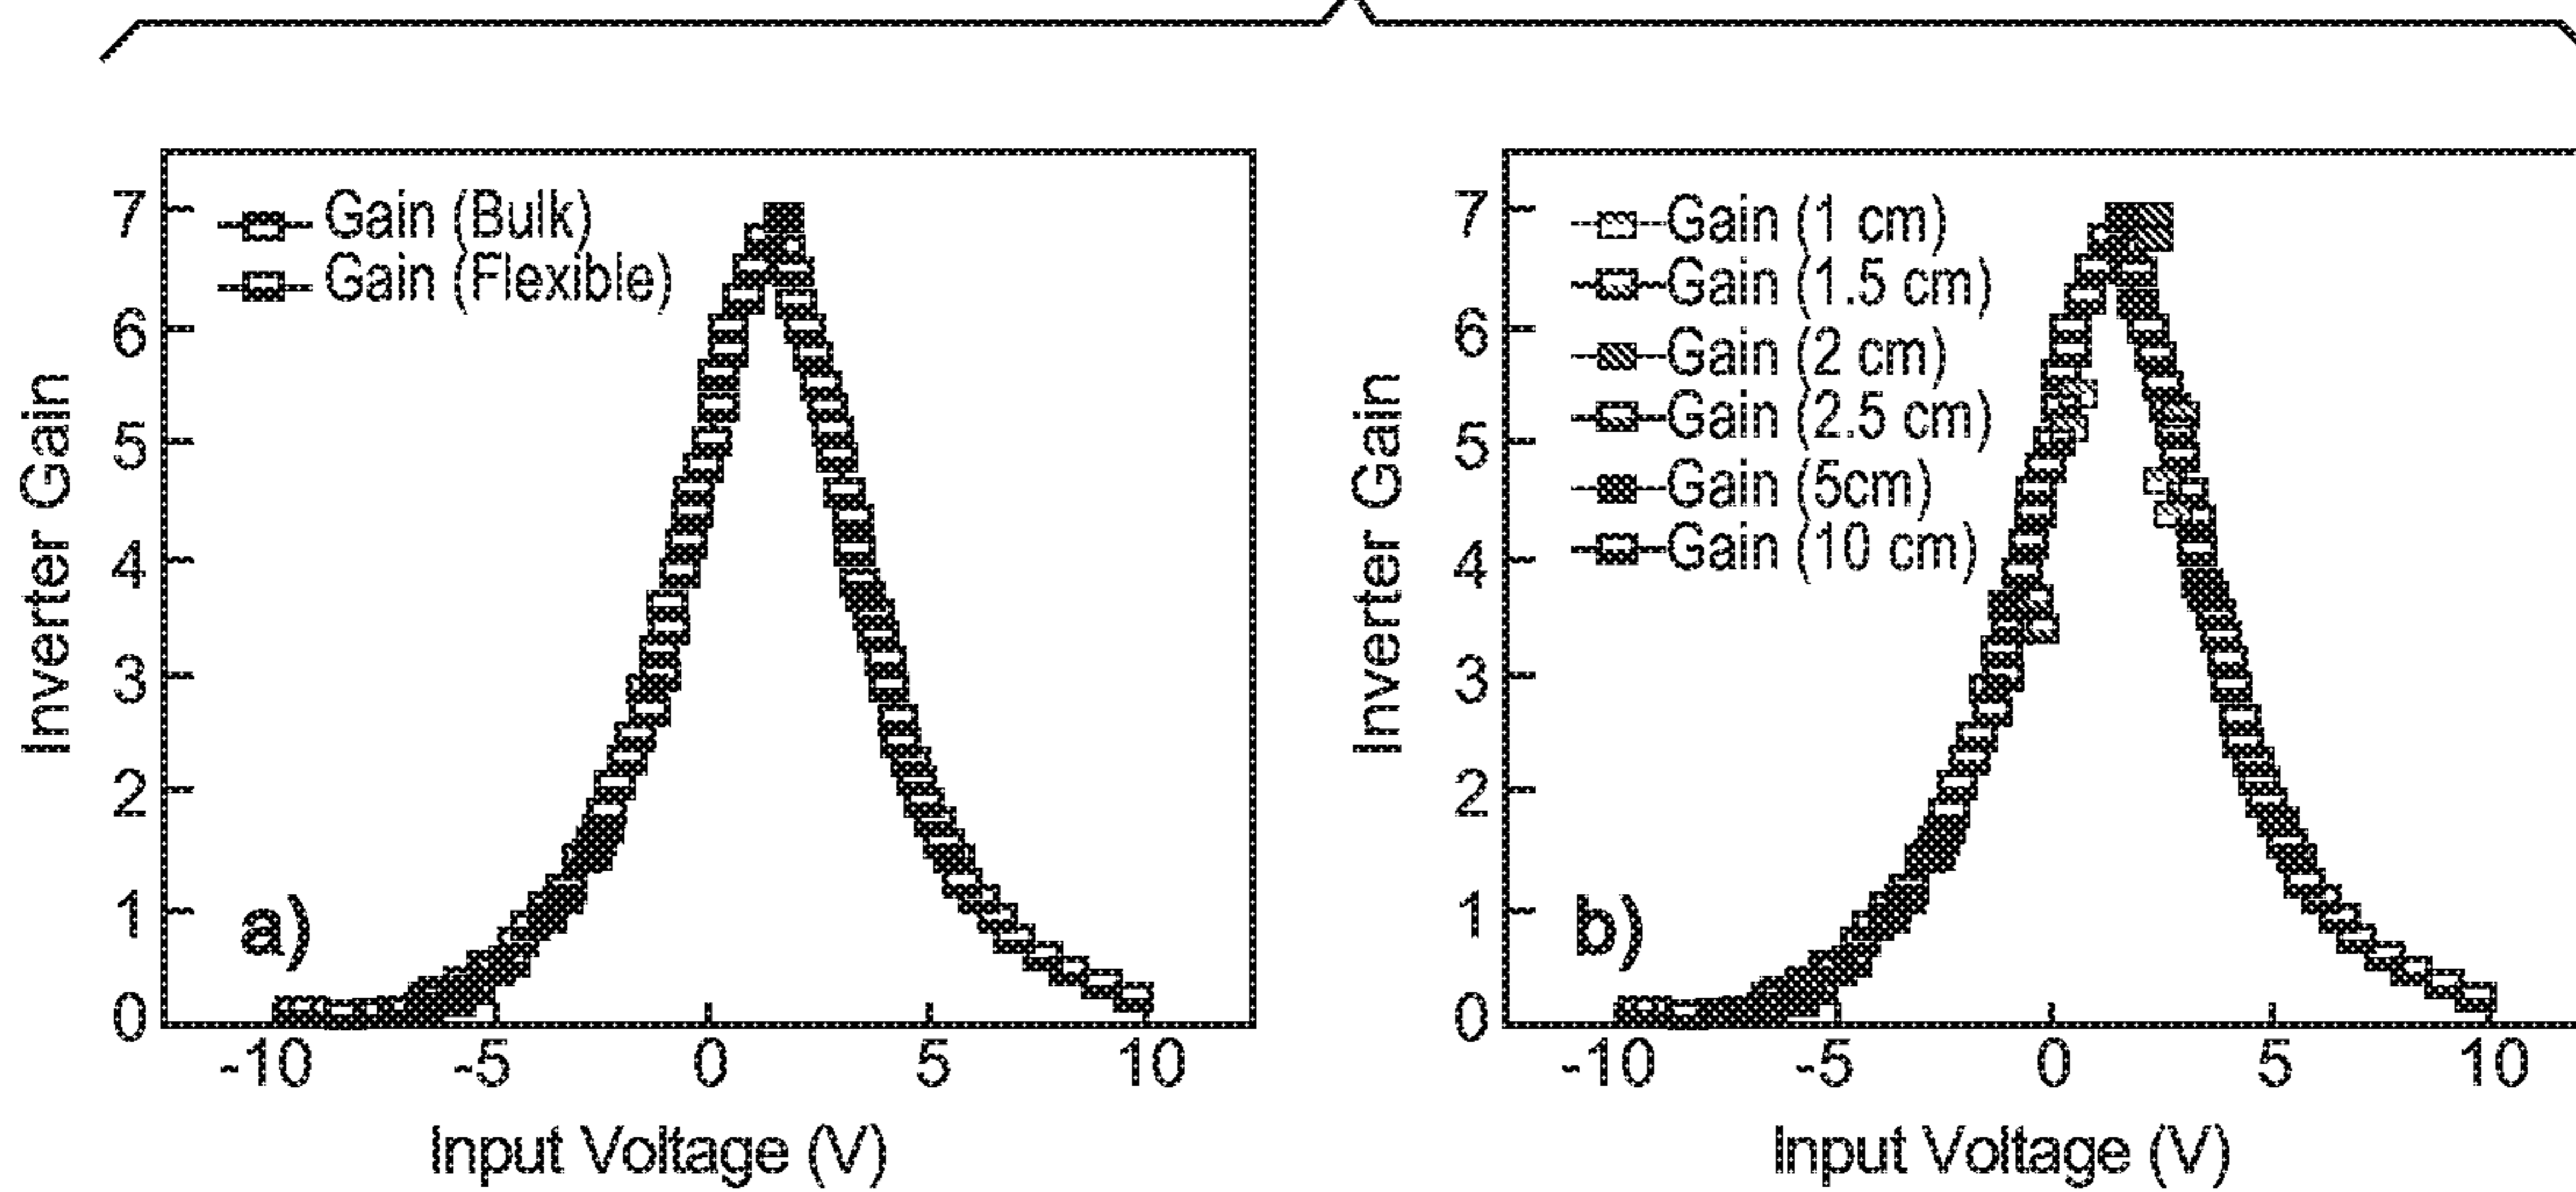 Inverter Gain
7
6
5
4
3
2
1
0
Gain (Bulk)
Gain (Flexible)
a)
-10 -5 0 5 10
Input Voltage (V)
Inverter Gain
7
6
5
4
3
2
1
0
Gain (1 cm)
Gain (1.5 cm)
Gain (2 cm)
Gain (2.5 cm)
Gain (5cm)
Gain (10 cm)
b)
-10 -5 0 5 10
Input Voltage (V)